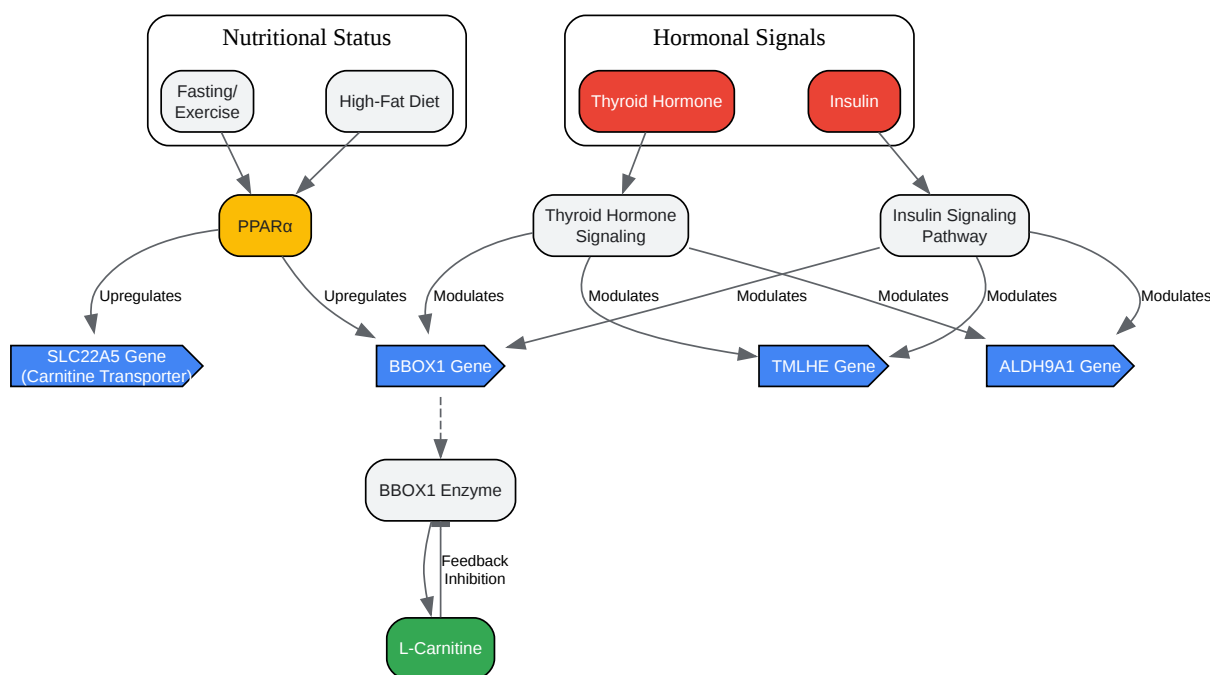 Nutritional Status
Hormonal Signals
Fasting/
Exercise
High-Fat Diet
Thyroid Hormone
Insulin
PPARα
Thyroid Hormone
Signaling
Insulin Signaling
Pathway
Upregulates
Upregulates
Modulates
Modulates
Modulates
Modulates
Modulates
Modulates
SLC22A5 Gene
(Carnitine Transporter)
BBOX1 Gene
TMLHE Gene
ALDH9A1 Gene
BBOX1 Enzyme
Feedback
Inhibition
L-Carnitine